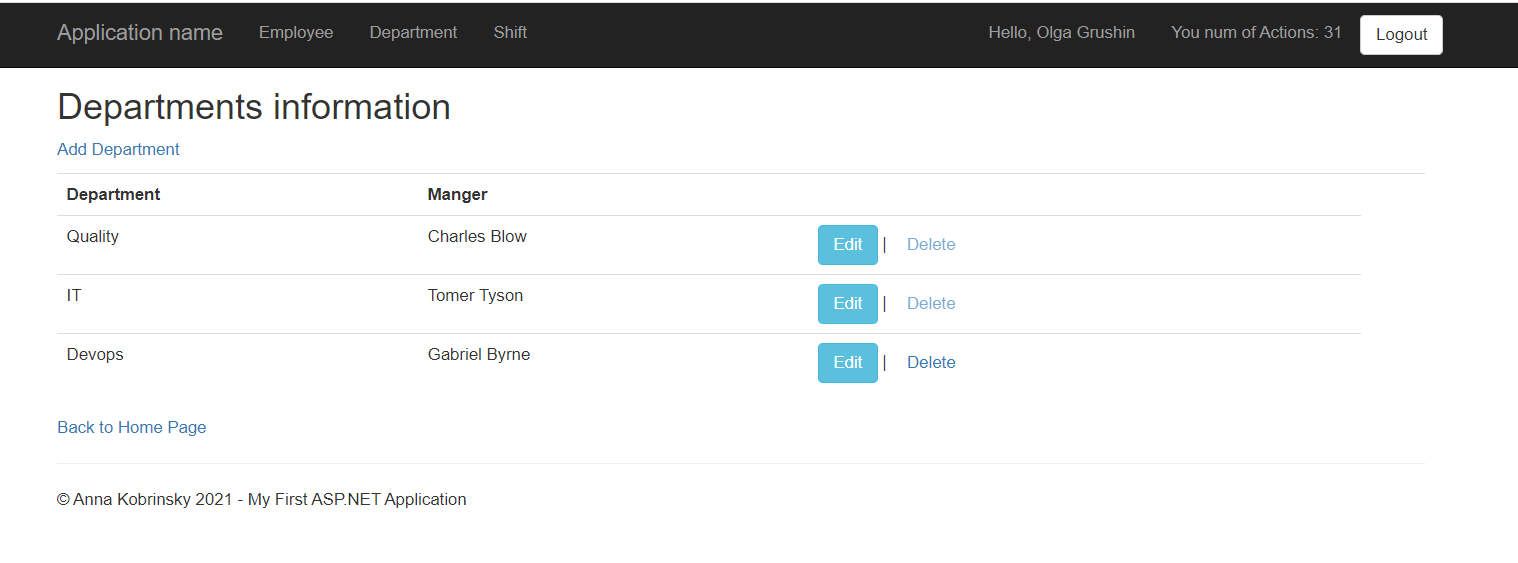 Application name Employee Department Shift Hello, Olga Grushin You num of Actions: 31 Logout
Departments information
Add Department
Department Manger
Quality Charles Blow Edit | Delete
IT Tomer Tyson Edit | Delete
Devops Gabriel Byrne Edit | Delete
Back to Home Page
© Anna Kobrinsky 2021 - My First ASP.NET Application